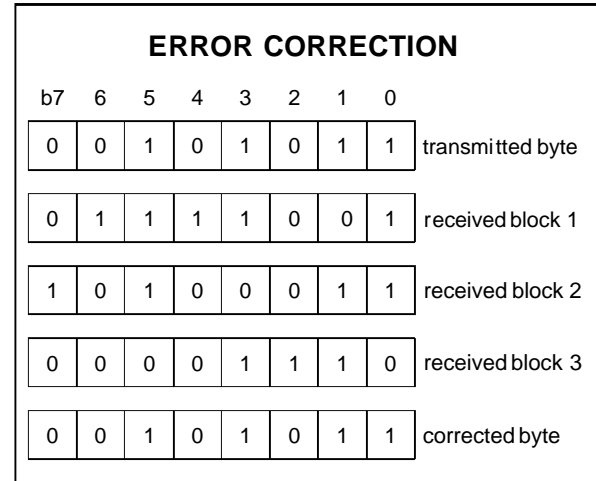 ERROR CORRECTION
b7 6 5 4 3 2 1 0
0 0 1 0 1 0 1 1 transmitted byte
0 1 1 1 1 0 0 1 received block 1
1 0 1 0 0 0 1 1 received block 2
0 0 0 0 1 1 1 0 received block 3
0 0 1 0 1 0 1 1 corrected byte